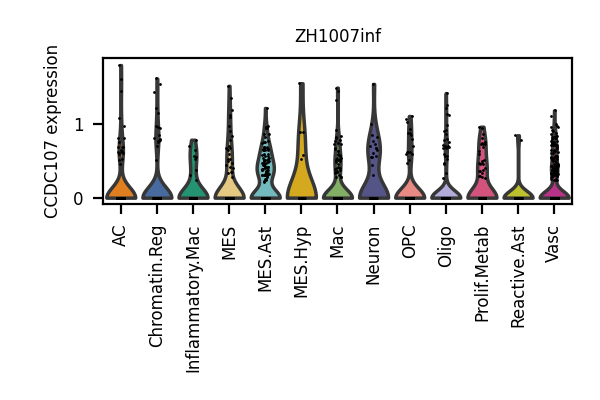 ZH1007inf
CCDC107 expression
1
0
AC
Chromatin.Reg
Inflammatory.Mac
MES
MES.Ast
MES.Hyp
Mac
Neuron
OPC
Oligo
Prolif.Metab
Reactive.Ast
Vasc